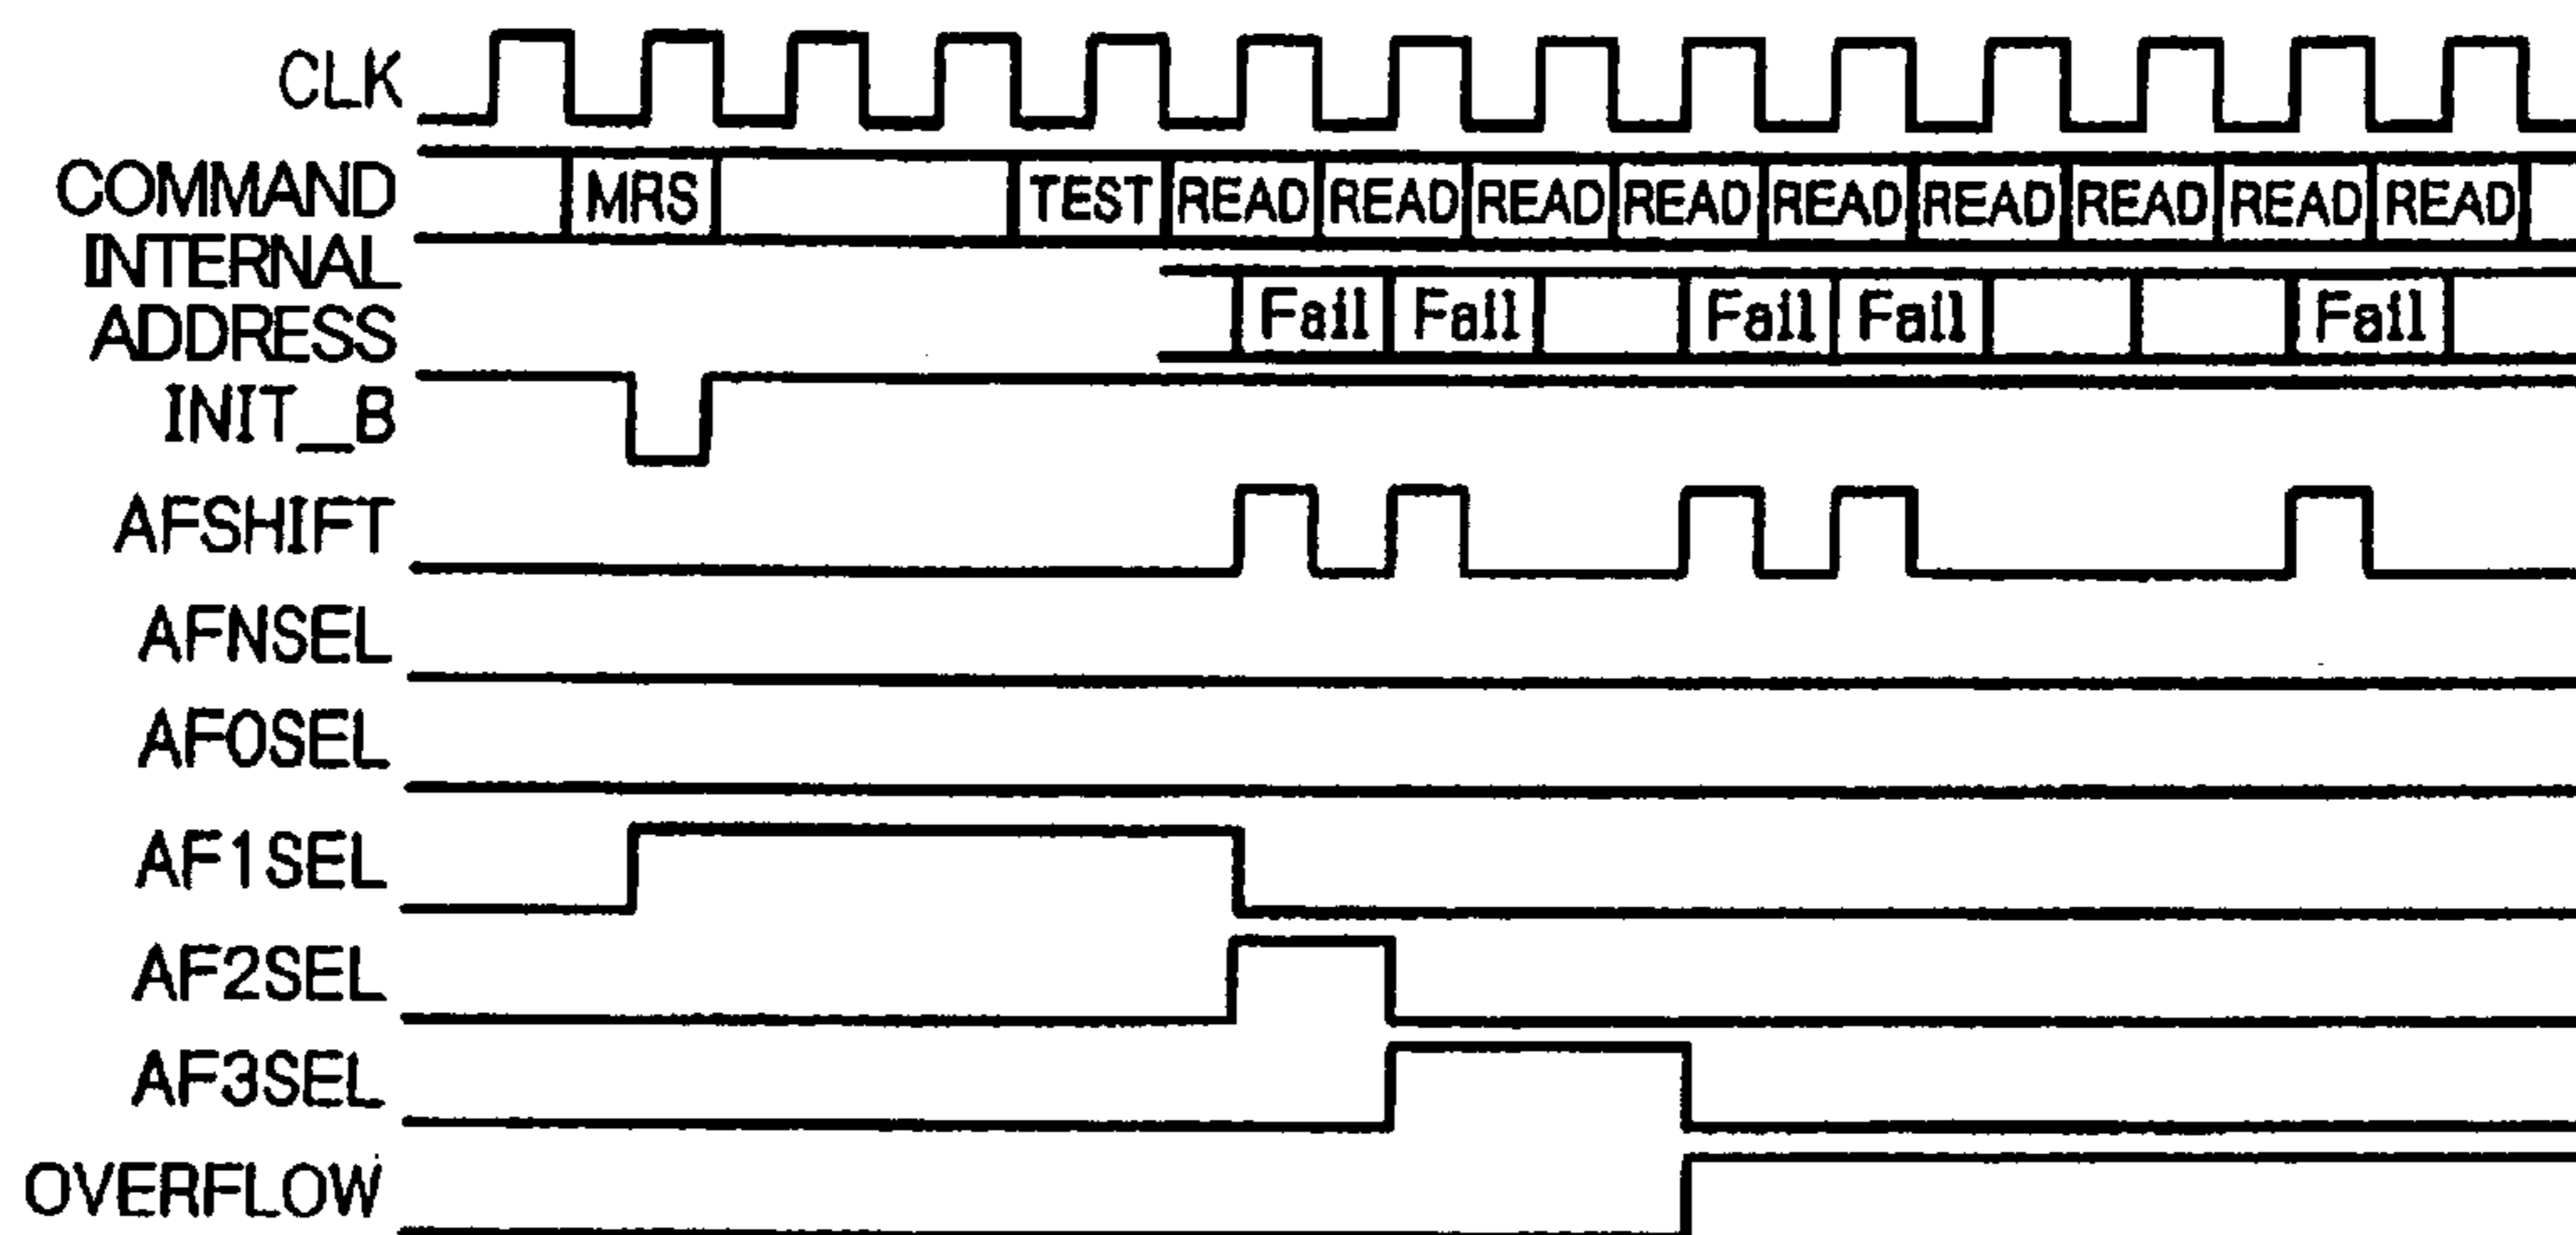 CLK
COMMAND MRS TEST READ READ READ READ READ READ READ READ READ
INTERNAL
ADDRESS Fail Fail Fail Fail Fail
INIT_B
AFSHIFT
AFNSEL
AF0SEL
AF1SEL
AF2SEL
AF3SEL
OVERFLOW